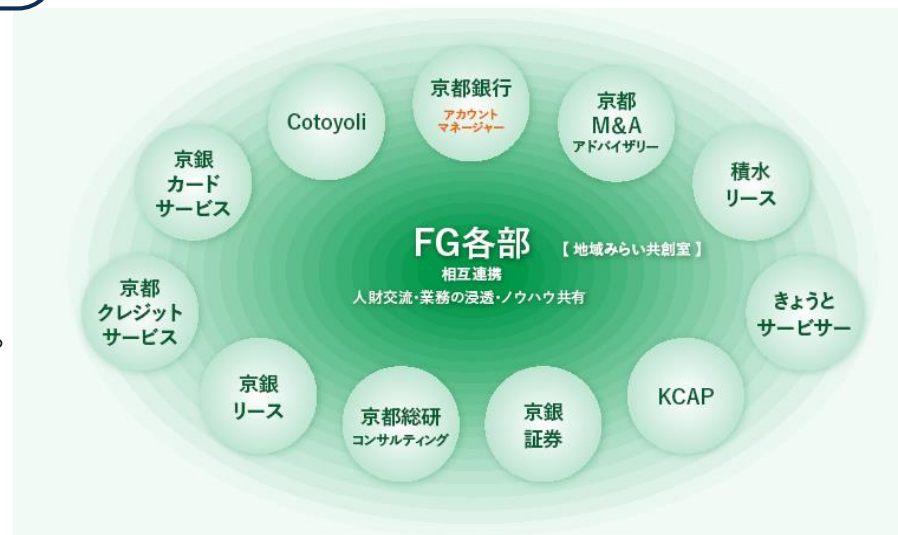 京都銀行
アカウント
マネージャー
Cotoyoli
京都
M&A
アドバイザリー
京銀
カード
サービス
積水
リース
FG各部
【地域みらい共創室】
相互連携
人財交流・業務の浸透・ノウハウ共有
京都
クレジット
サービス
きょうと
サービサー
。
京銀
リース
京都総研
コンサルティング
京銀
証券
KCAP